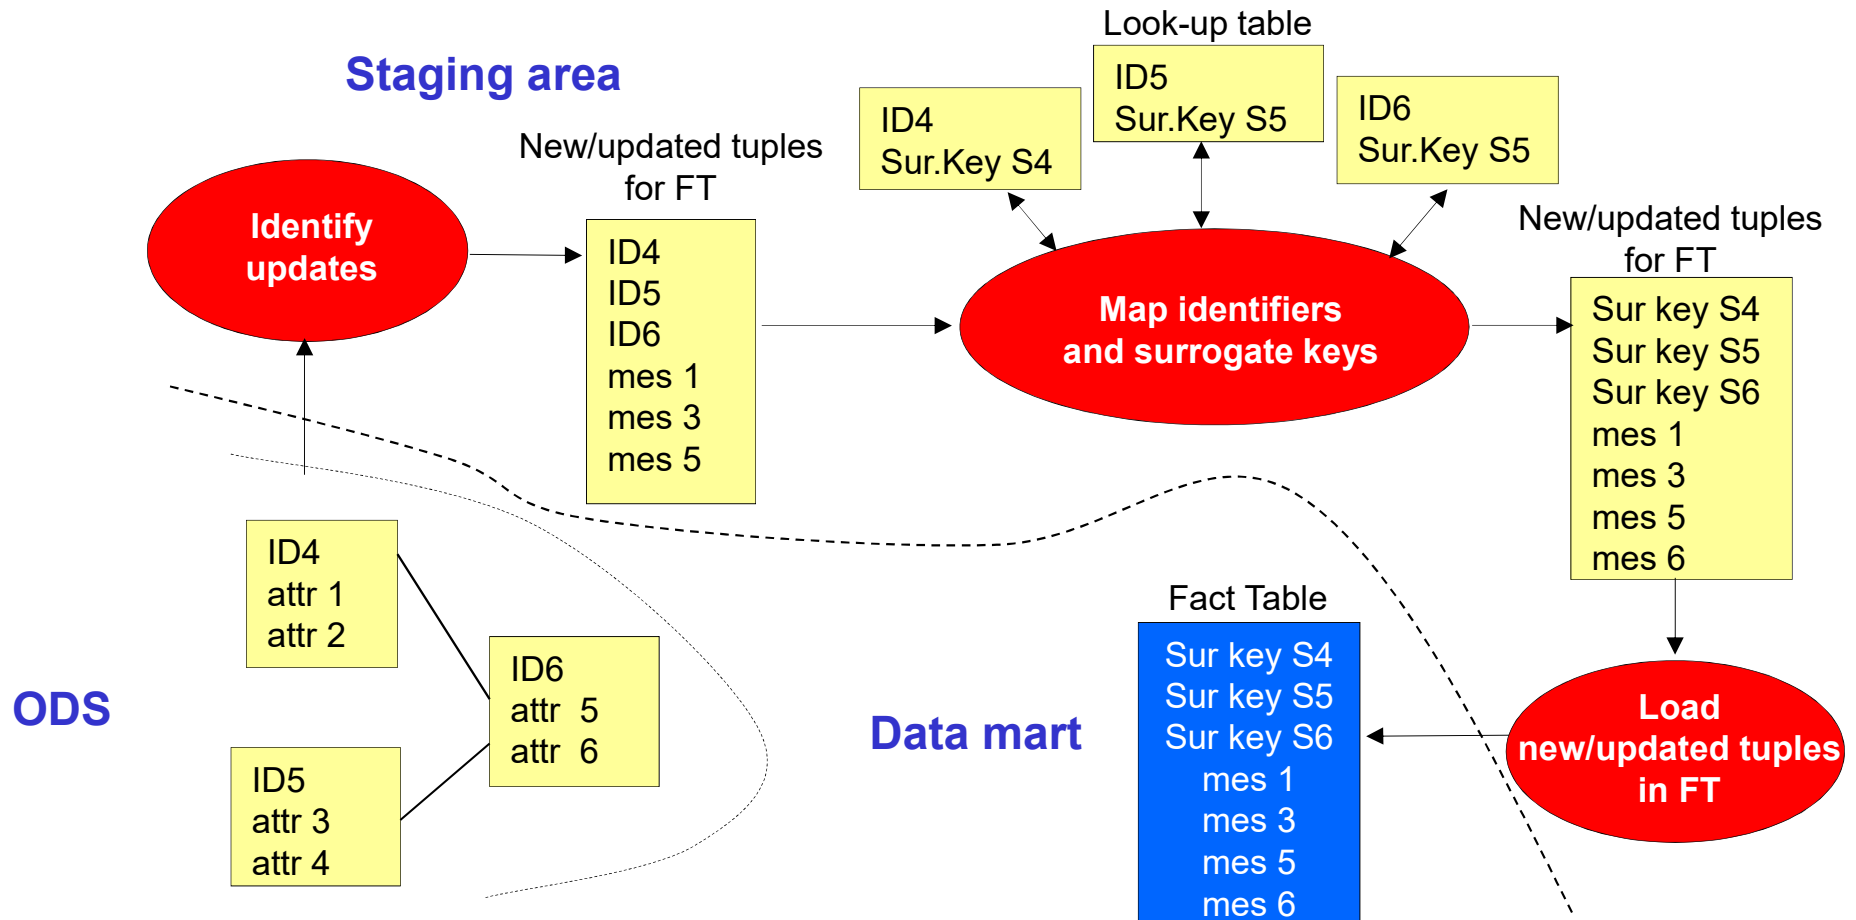 Look-up table
Staging area
ID5
Sur.Key S5
ID4
Sur.Key S4
ID6
Sur.Key S5
New/updated tuples
for FT
Identify
updates
ID4
ID5
ID6
mes 1
mes 3
mes 5
Map identifiers
and surrogate keys
New/updated tuples
for FT
Sur key S4
Sur key S5
Sur key S6
mes 1
mes 3
mes 5
mes 6
ID4
attr 1
attr 2
ID6
attr  5
attr  6
ODS
ID5
attr 3
attr 4
Data mart
Fact Table
Sur key S4
Sur key S5
Sur key S6
mes 1
mes 3
mes 5
mes 6
Load
new/updated tuples
in FT